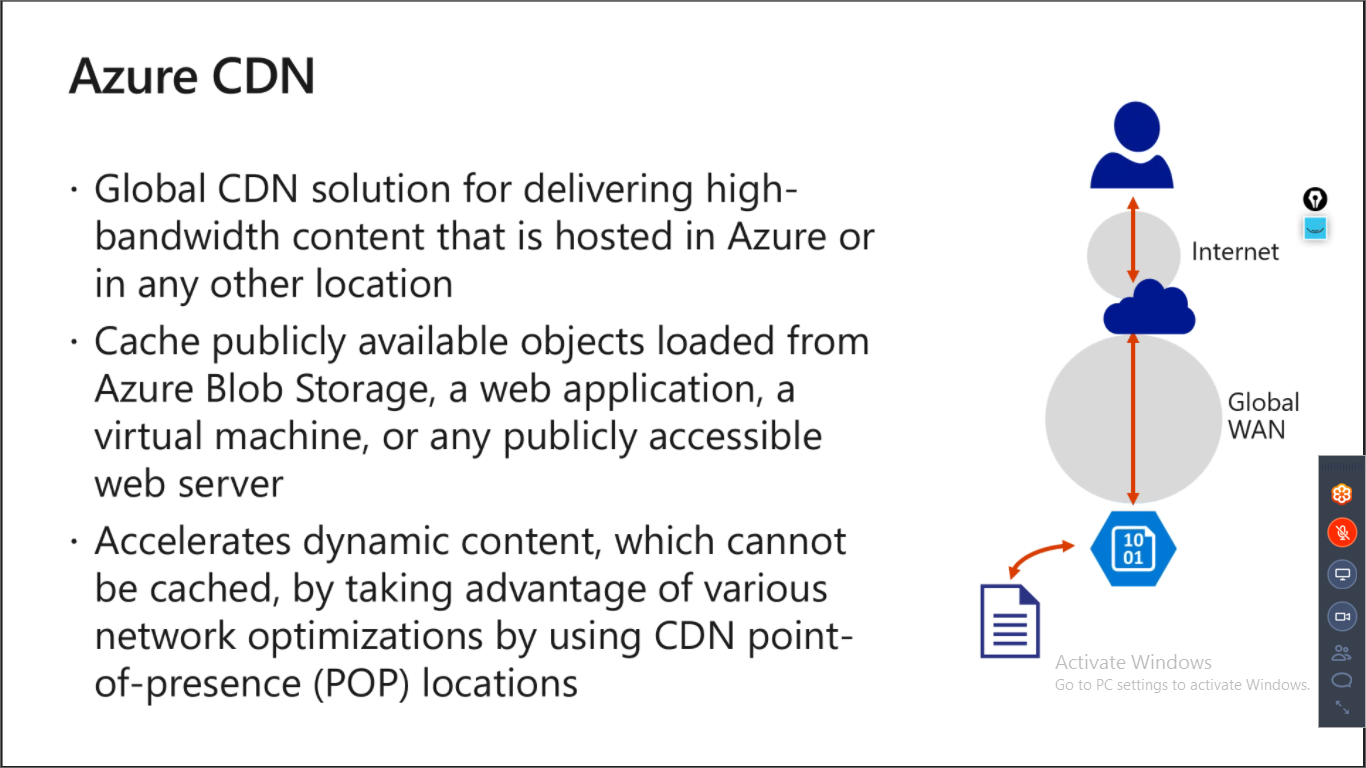 Azure CDN
· Global CDN solution for delivering high-
bandwidth content that is hosted in Azure or
in any other location
· Cache publicly available objects loaded from
Azure Blob Storage, a web application, a
virtual machine, or any publicly accessible
web server
· Accelerates dynamic content, which cannot
be cached, by taking advantage of various
network optimizations by using CDN point-
of-presence (POP) locations
Internet
Global
WAN
10
01
Activate Windows
Go to PC settings to activate Windows.